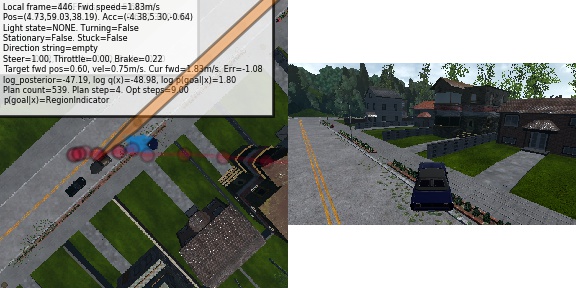 Local frame=446. Fwd speed=1.83m/s
Pos=(4.73,59.03,38.19). Acc=(-4.38,5.30,-0.64)
Light state=NONE. Turning=False
Stationary=False. Stuck=False
Direction string=empty
Steer=1.00, Throttle=0.00, Brake=0.22
Target fwd pos=0.60, vel=0.75m/s. Cur fwd=1.83m/s. Err=-1.08
log_posterior=-47.19, log q(x)=-48.98, log p(goal|x)=1.80
Plan count=539. Plan step=4. Opt steps=9.00
p(goal|x)=RegionIndicator